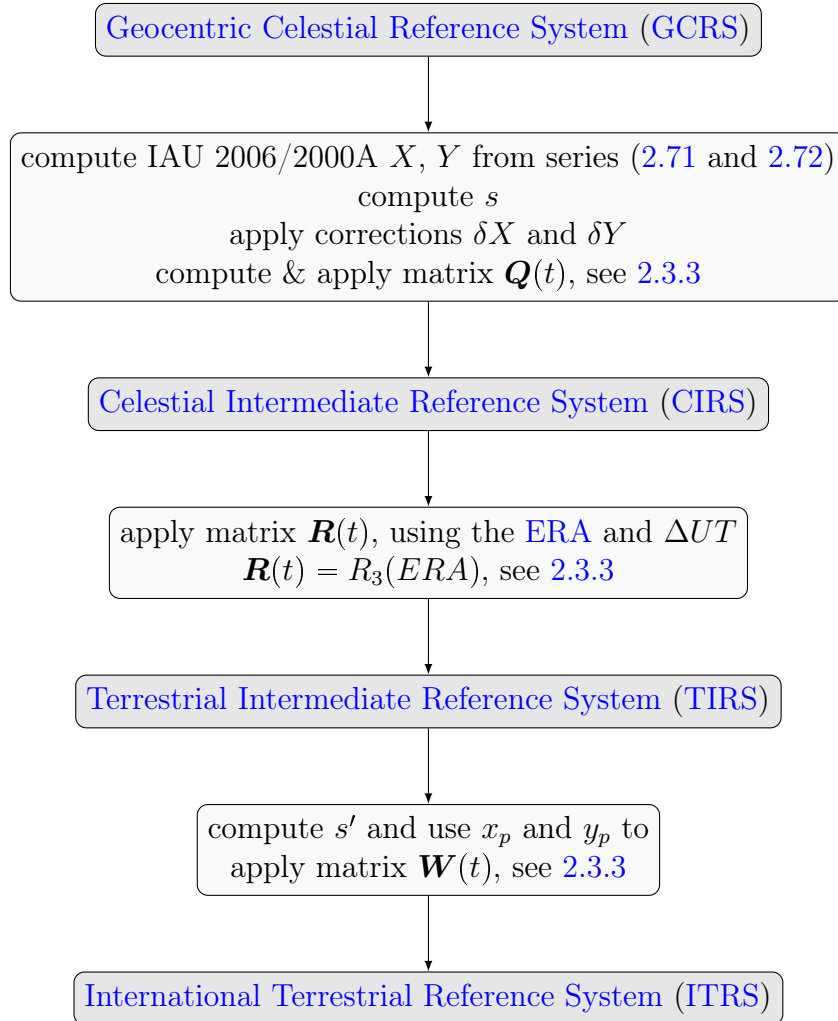 Geocentric Celestial Reference System (GCRS)
compute IAU 2006/2000A X, Y from series (2.71 and 2.72)
compute s
apply corrections δX and δY
compute & apply matrix Q(t), see 2.3.3
Celestial Intermediate Reference System (CIRS)
apply matrix R(t), using the ERA and ΔUT
R(t) = R₃(ERA), see 2.3.3
Terrestrial Intermediate Reference System (TIRS)
compute s′ and use xₚ and yₚ to
apply matrix W(t), see 2.3.3
International Terrestrial Reference System (ITRS)